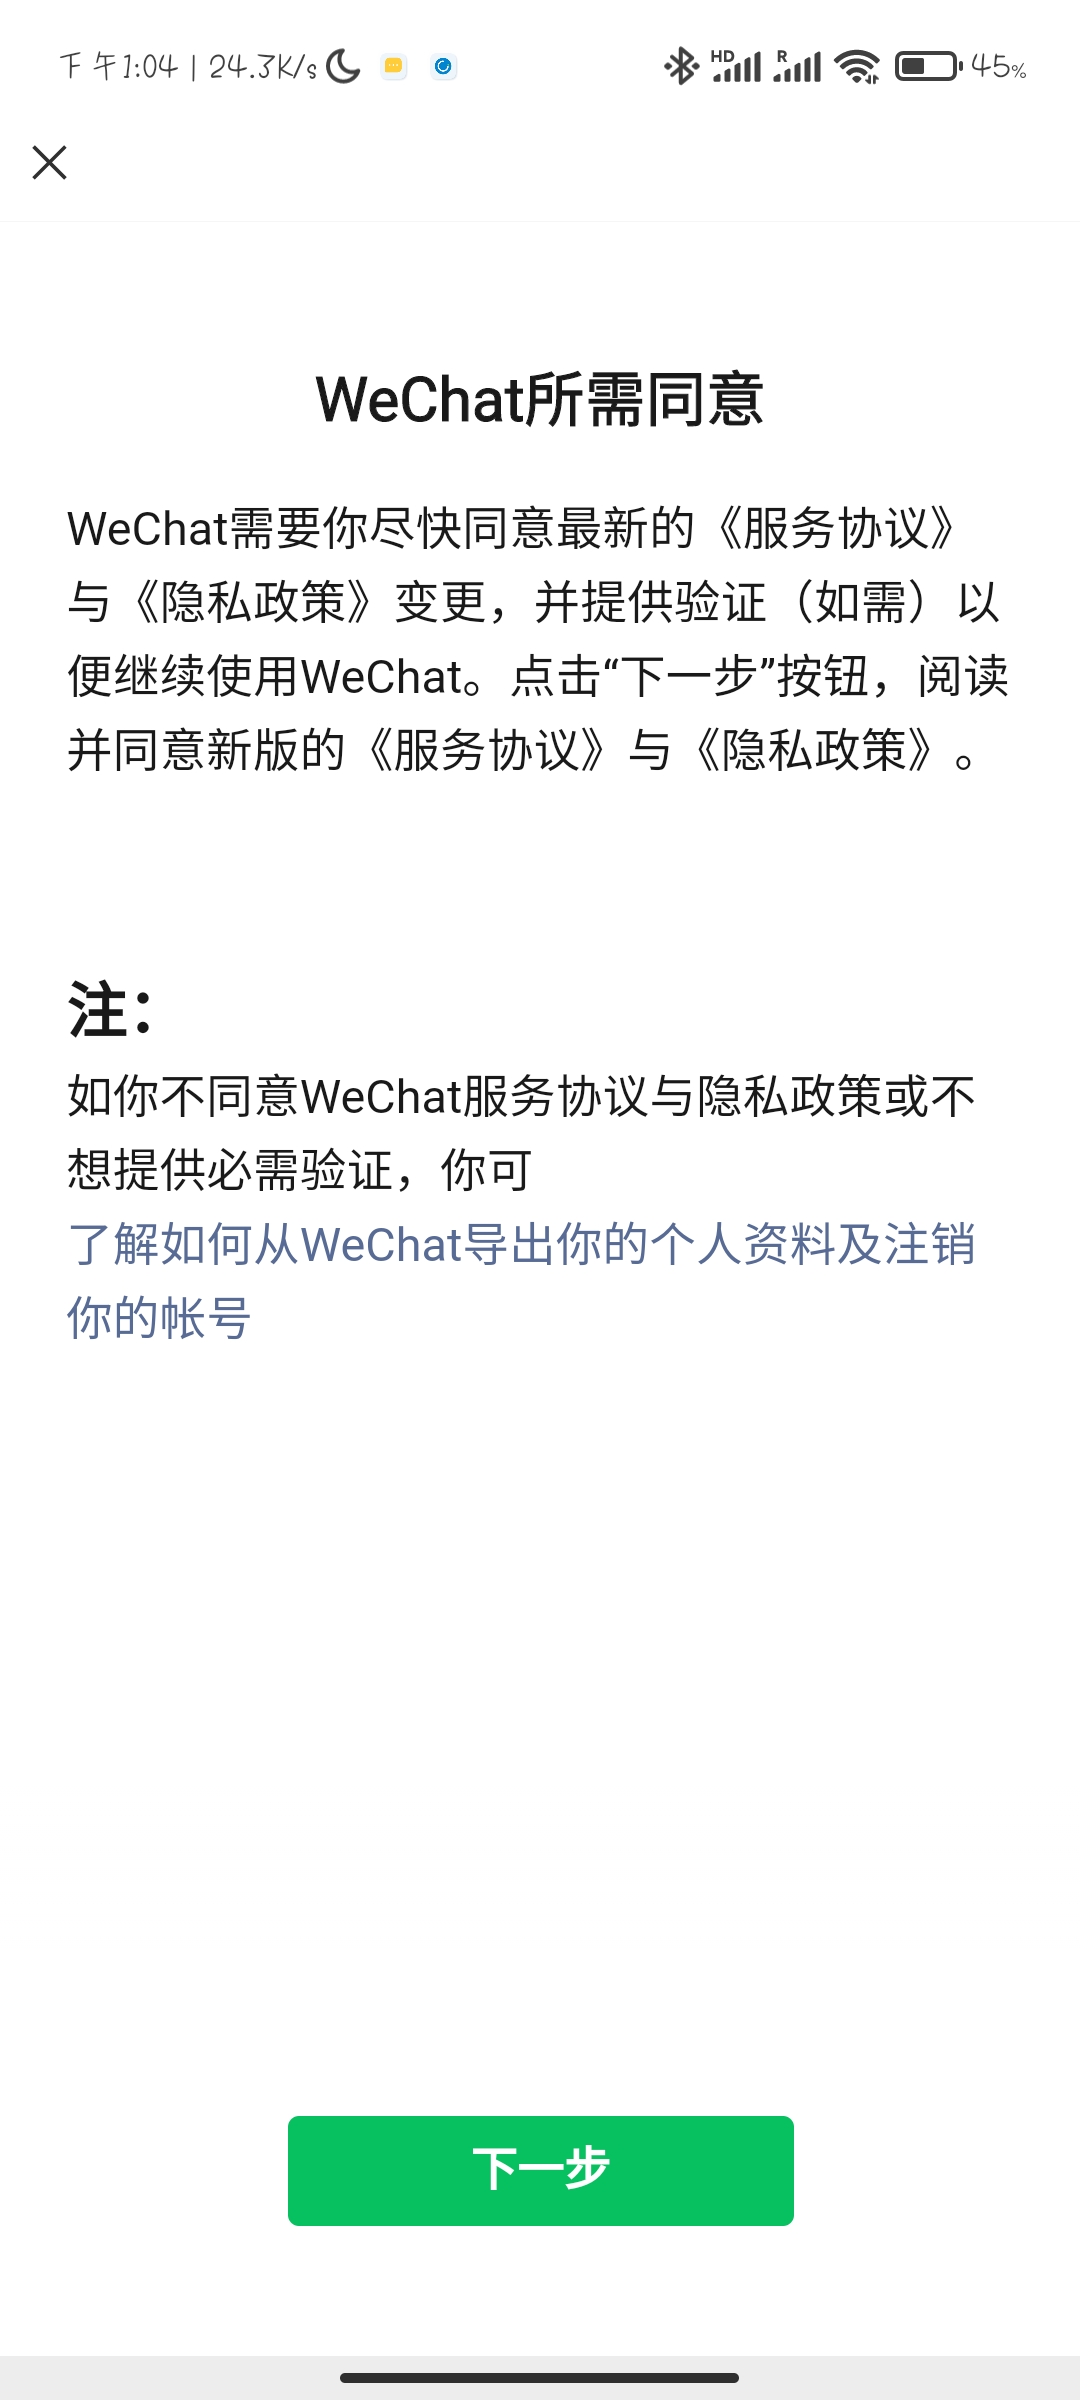 下午1:04 | 24.3K/s
HD
R
45%
WeChat所需同意
WeChat需要你尽快同意最新的《服务协议》
与《隐私政策》变更，并提供验证（如需）以
便继续使用WeChat。点击“下一步”按钮，阅读
并同意新版的《服务协议》与《隐私政策》。
注：
如你不同意WeChat服务协议与隐私政策或不
想提供必需验证，你可
了解如何从WeChat导出你的个人资料及注销
你的帐号
下一步